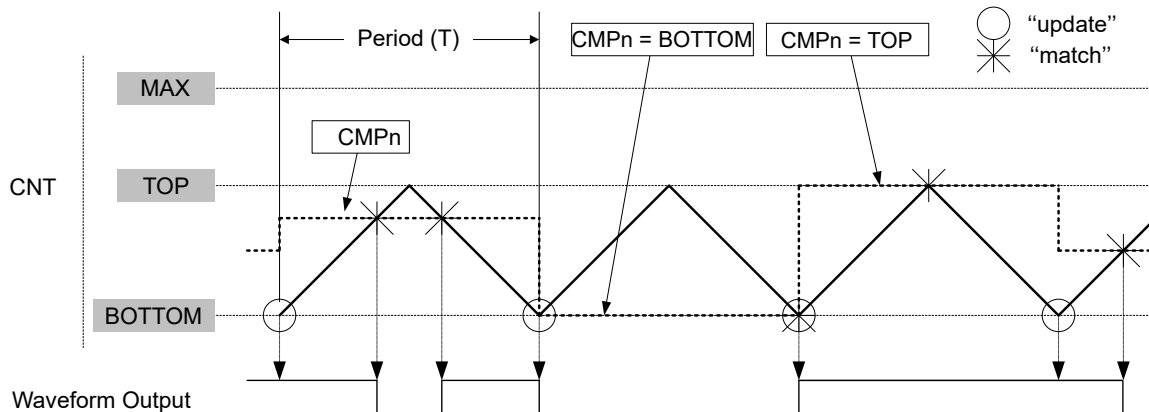 Period (T)
CMPn = BOTTOM
CMPn = TOP
“update”
“match”
MAX
CMPn
CNT
TOP
BOTTOM
Waveform Output